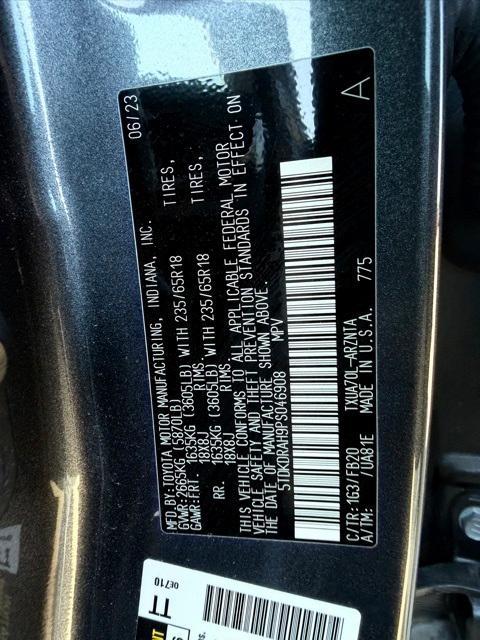 MFD.BY:TOYOTA MOTOR MANUFACTURING, INDIANA, INC. 06/23
GVWR:2665KG (5870LB)
GAWR:FRT. 1635KG (3605LB) WITH 235/65R18 TIRES,
18X8J RIMS,
RR. 1635KG (3605LB) WITH 235/65R18 TIRES,
18X8J RIMS.
THIS VEHICLE CONFORMS TO ALL APPLICABLE FEDERAL MOTOR
VEHICLE SAFETY AND THEFT PREVENTION STANDARDS IN EFFECT ON
THE DATE OF MANUFACTURE SHOWN ABOVE.
5TDKDRAH9PS046908 MPV
C/TR:1G3/FB20 TXUA70L-ARZNTA A
A/TM: /UA81E MADE IN U.S.A. 775
TT 0E710